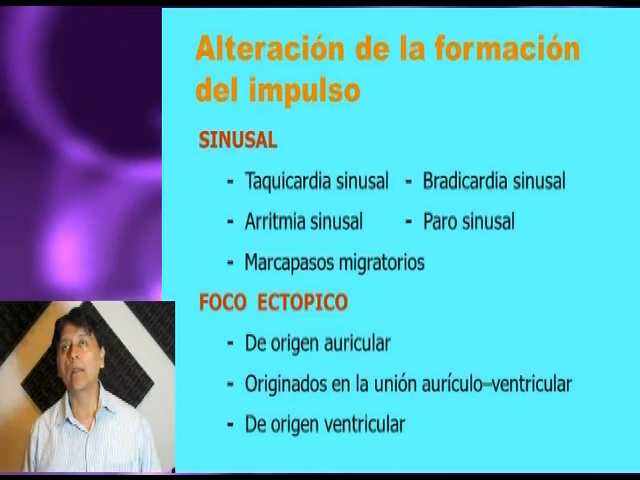 Alteración de la formación
del impulso
SINUSAL
- Taquicardia sinusal - Bradicardia sinusal
- Arritmia sinusal - Paro sinusal
- Marcapasos migratorios
FOCO ECTOPICO
- De origen auricular
- Originados en la unión aurículo-ventricular
- De origen ventricular